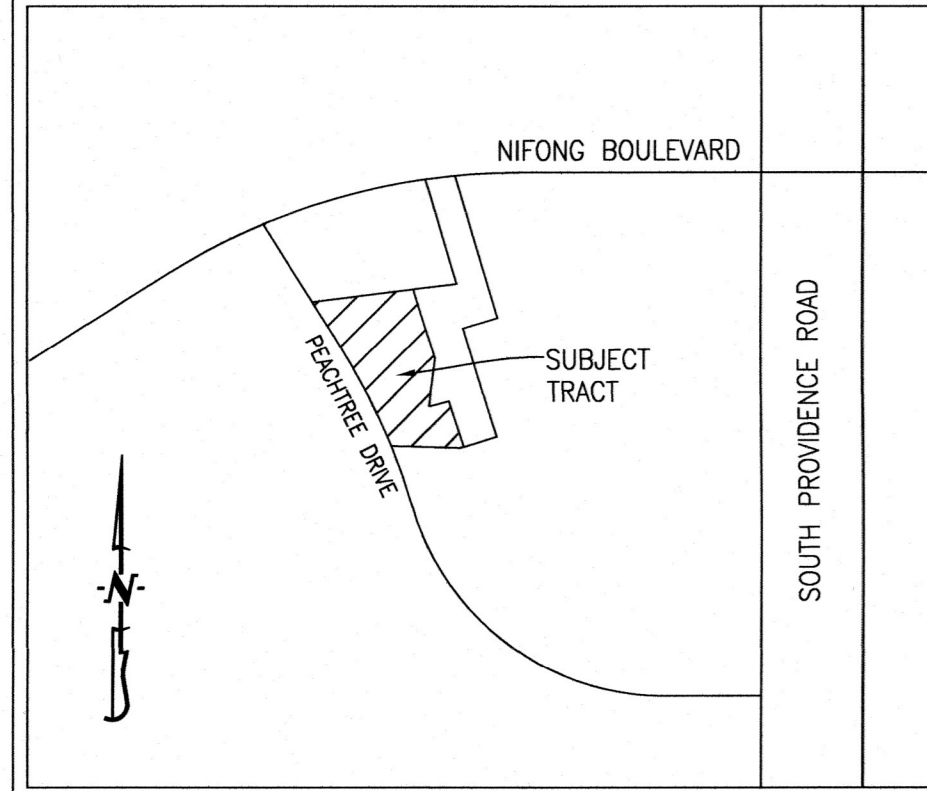 NIFONG BOULEVARD
SOUTH PROVIDENCE ROAD
SUBJECT
TRACT
PEACHTREE DRIVE
N